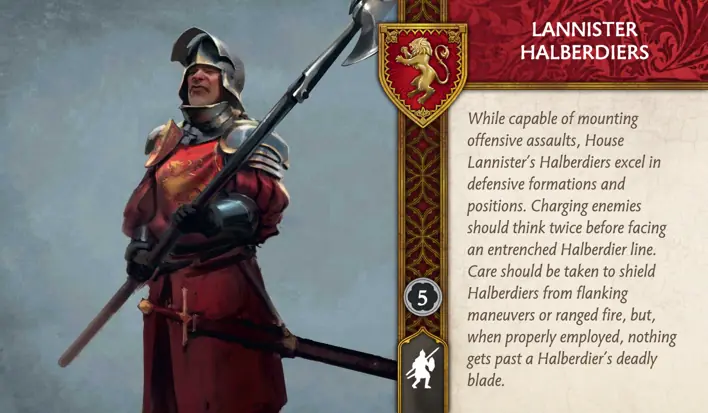 LANNISTER
HALBERDIERS
While capable of mounting
offensive assaults, House
Lannister's Halberdiers excel in
defensive formations and
positions. Charging enemies
should think twice before facing
an entrenched Halberdier line.
Care should be taken to shield
Halberdiers from flanking
maneuvers or ranged fire, but,
when properly employed, nothing
gets past a Halberdier's deadly
blade.
5